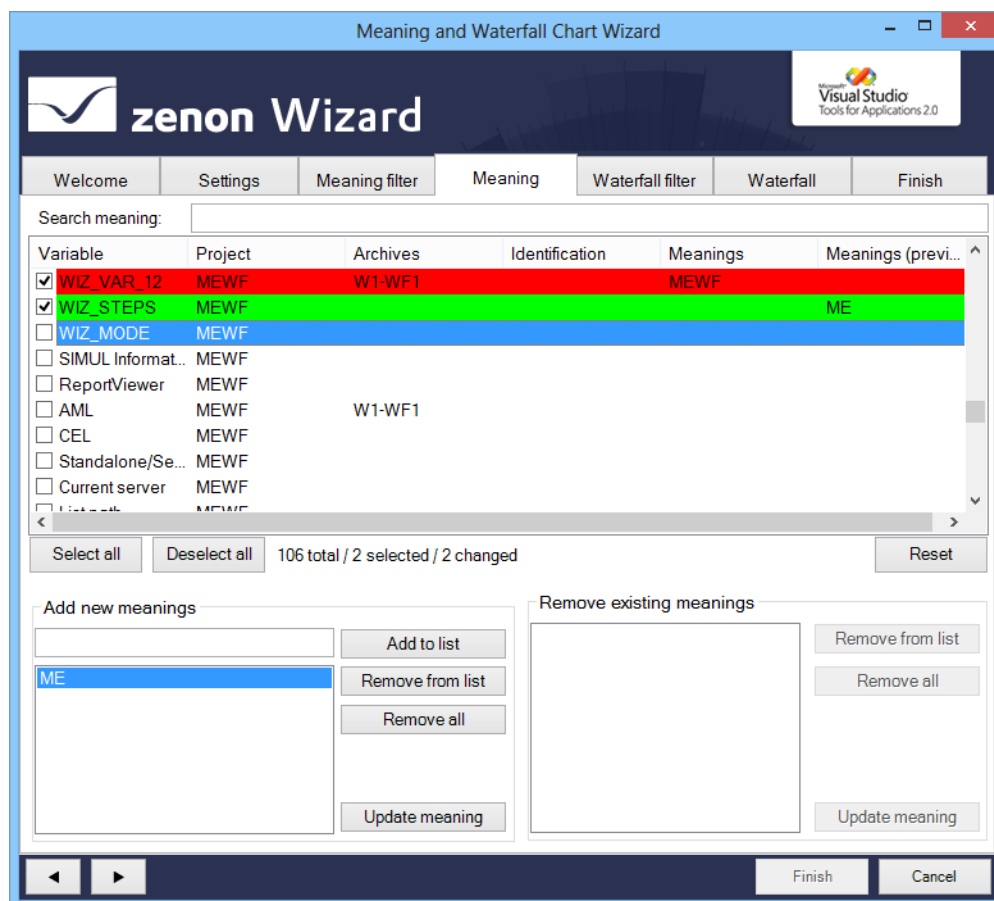 Meaning and Waterfall Chart Wizard
zenon Wizard
Microsoft
Visual Studio
Tools for Applications 2.0
Welcome Settings Meaning filter Meaning Waterfall filter Waterfall Finish
Search meaning:
Variable Project Archives Identification Meanings Meanings (previ...
WIZ_VAR_12 MEWF W1-WF1 MEWF
WIZ_STEPS MEWF ME
WIZ_MODE MEWF
SIMUL Informat... MEWF
ReportViewer MEWF
AML MEWF W1-WF1
CEL MEWF
Standalone/Se... MEWF
Current server MEWF
List path MEWF
Select all Deselect all 106 total / 2 selected / 2 changed Reset
Add new meanings
Add to list
ME
Remove from list
Remove all
Update meaning
Remove existing meanings
Remove from list
Remove all
Update meaning
Finish Cancel